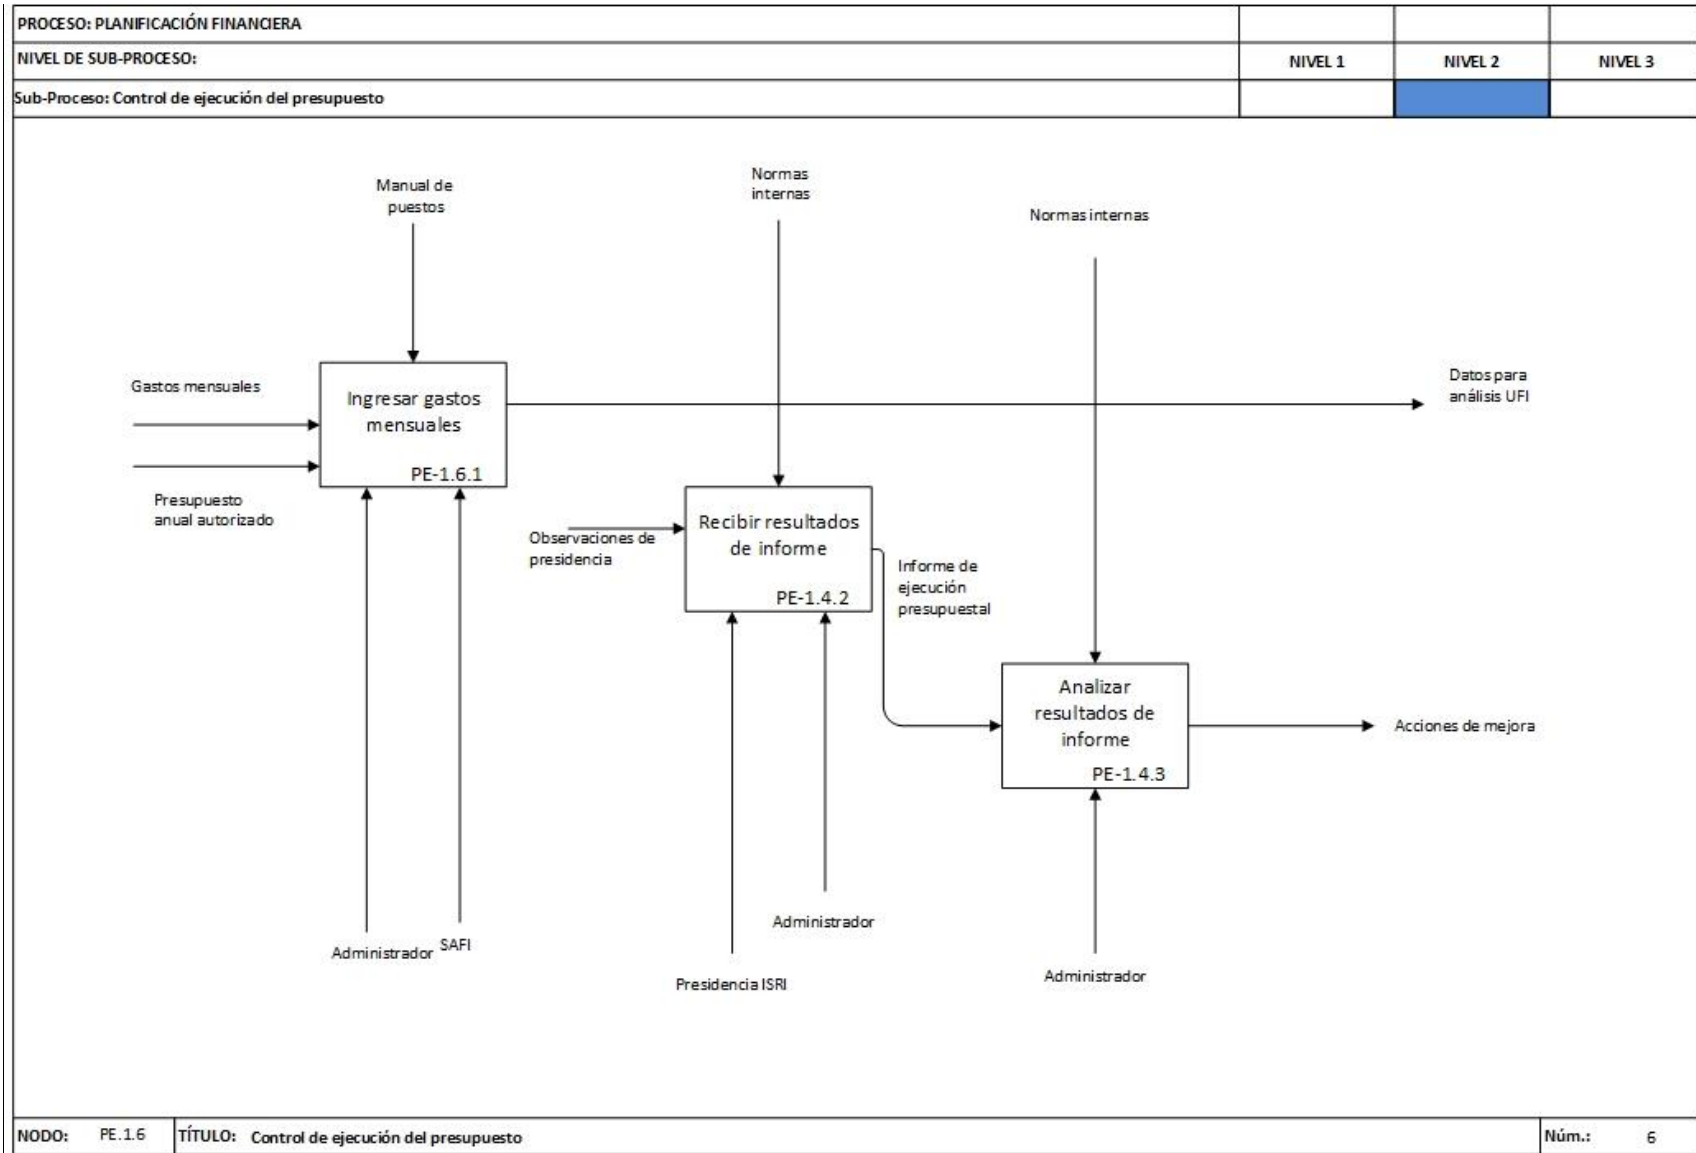 PROCESO: PLANIFICACIÓN FINANCIERA
NIVEL DE SUB-PROCESO:
NIVEL 1
NIVEL 2
NIVEL 3
Sub-Proceso: Control de ejecución del presupuesto
Manual de
puestos
Normas
internas
Normas internas
Gastos mensuales
Presupuesto
anual autorizado
Ingresar gastos
mensuales
PE-1.6.1
Datos para
análisis UFI
Observaciones de
presidencia
Recibir resultados
de informe
PE-1.4.2
Informe de
ejecución
presupuestal
Analizar
resultados de
informe
PE-1.4.3
Acciones de mejora
Administrador
SAFI
Presidencia ISRI
Administrador
Administrador
NODO:
PE.1.6
TÍTULO: Control de ejecución del presupuesto
Núm.:
6